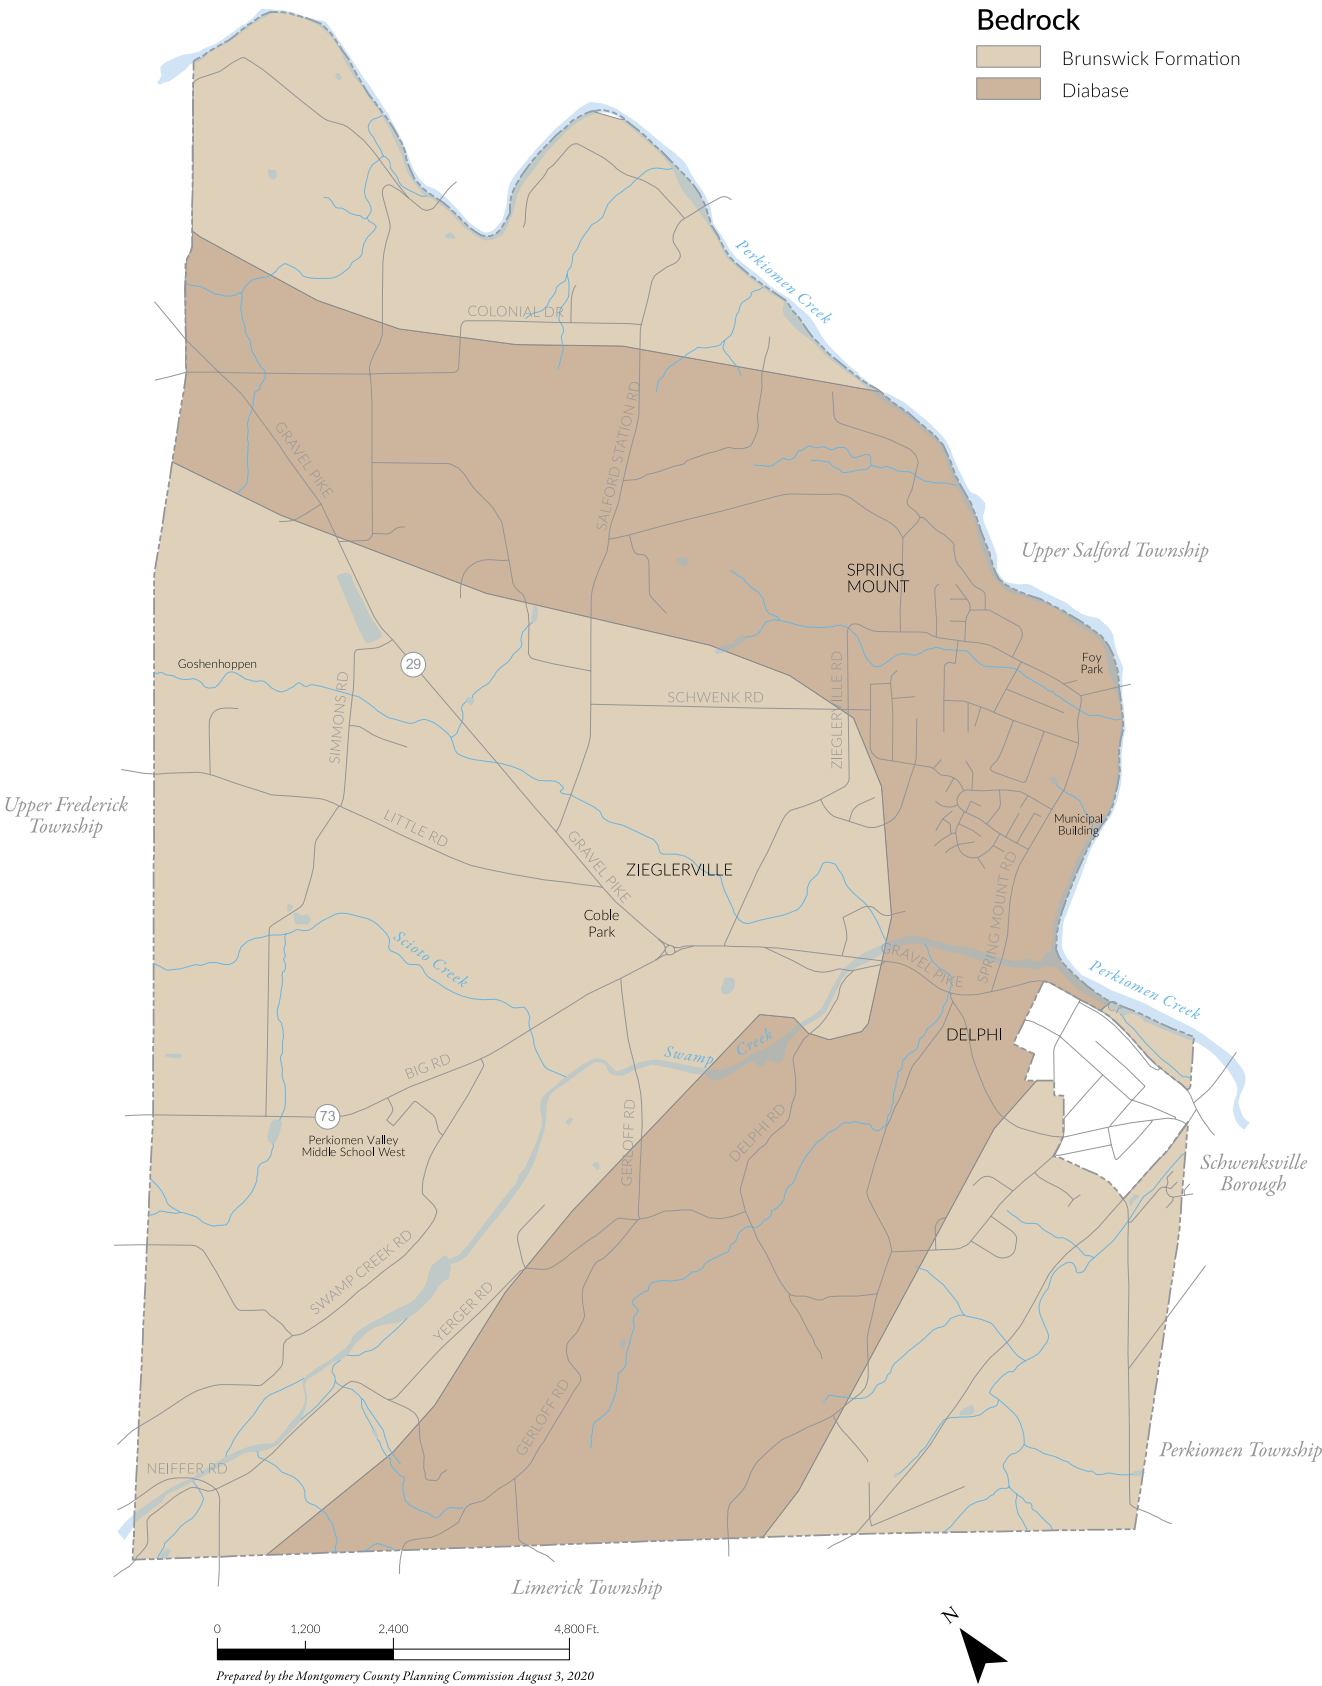 Bedrock
Brunswick Formation
Diabase
Perkiomen Creek
COLONIAL DR
GRAVEL PIKE
SALFORD STATION RD
Upper Salford Township
SPRING
MOUNT
Foy
Park
Goshenhoppen
29
SIMMONS RD
SCHWENK RD
ZIEGLERVILLE RD
Upper Frederick
Township
LITTLE RD
GRAVEL PIKE
ZIEGLERVILLE
Municipal
Building
SPRING MOUNT RD
Coble
Park
Scioto Creek
GRAVEL PIKE
Perkiomen Creek
DELPHI
Swamp Creek
BIG RD
73
Perkiomen Valley
Middle School West
GERLOFF RD
DELPHI RD
Schwenksville
Borough
SWAMP CREEK RD
YERGER RD
GERLOFF RD
NEIFFER RD
Perkiomen Township
Limerick Township
0 1,200 2,400 4,800 Ft.
Prepared by the Montgomery County Planning Commission August 3, 2020
N